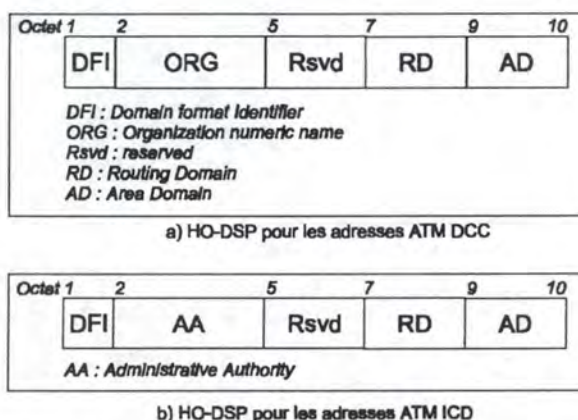 Octet 1 2 5 7 9 10
DFI ORG Rsvd RD AD
DFI : Domain format Identifier
ORG : Organization numeric name
Rsvd : reserved
RD : Routing Domain
AD : Area Domain
a) HO-DSP pour les adresses ATM DCC
Octet 1 2 5 7 9 10
DFI AA Rsvd RD AD
AA : Administrative Authority
b) HO-DSP pour les adresses ATM ICD